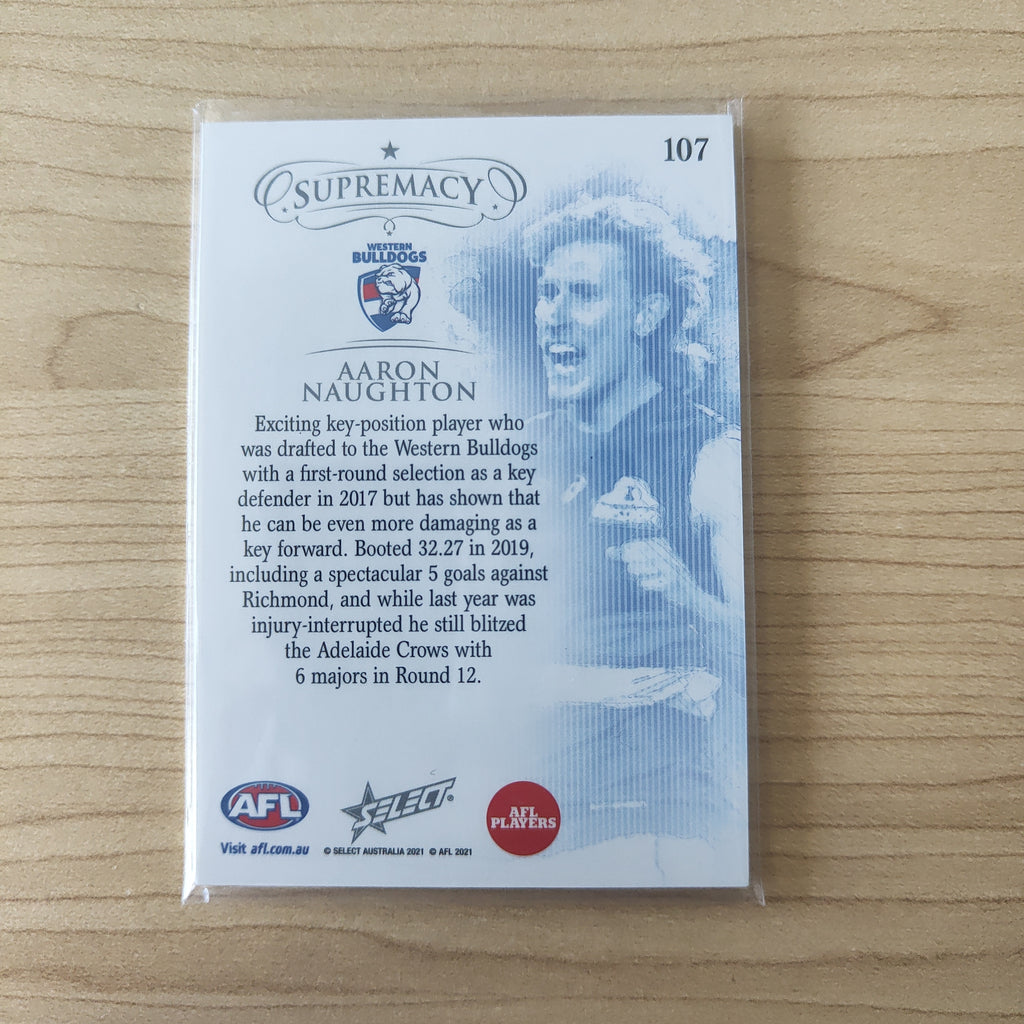 107
SUPREMACY
WESTERN
BULLDOGS
AARON
NAUGHTON
Exciting key-position player who
was drafted to the Western Bulldogs
with a first-round selection as a key
defender in 2017 but has shown that
he can be even more damaging as a
key forward. Booted 32.27 in 2019,
including a spectacular 5 goals against
Richmond, and while last year was
injury-interrupted he still blitzed
the Adelaide Crows with
6 majors in Round 12.
AFL
Visit afl.com.au
SELECT®
© SELECT AUSTRALIA 2021 © AFL 2021
AFL
PLAYERS